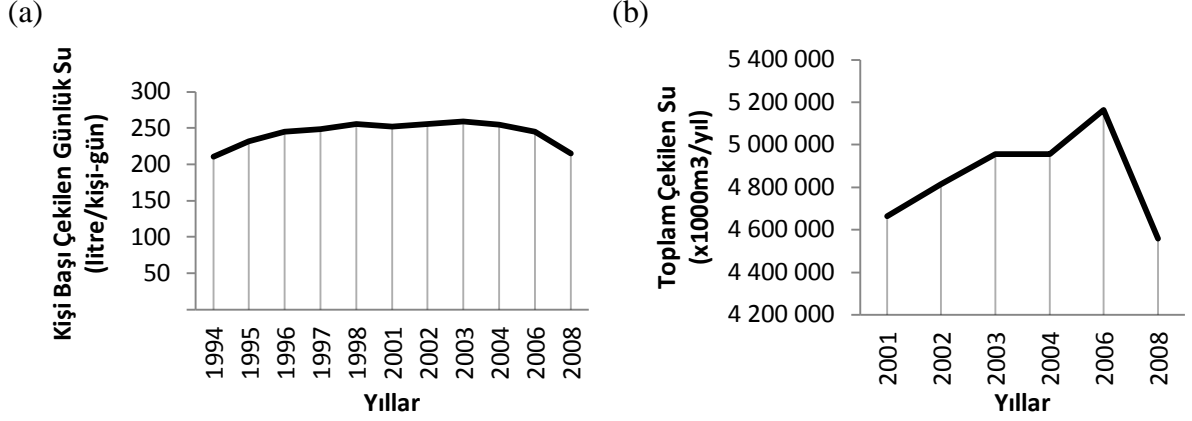 (a)
Kişi Başı Çekilen Günlük Su
(litre/kişi-gün)
300
250
200
150
100
50
1994
1995
1996
1997
1998
2001
2002
2003
2004
2006
2008
Yıllar
(b)
Toplam Çekilen Su
(x1000m3/yıl)
5 400 000
5 200 000
5 000 000
4 800 000
4 600 000
4 400 000
4 200 000
2001
2002
2003
2004
2006
2008
Yıllar